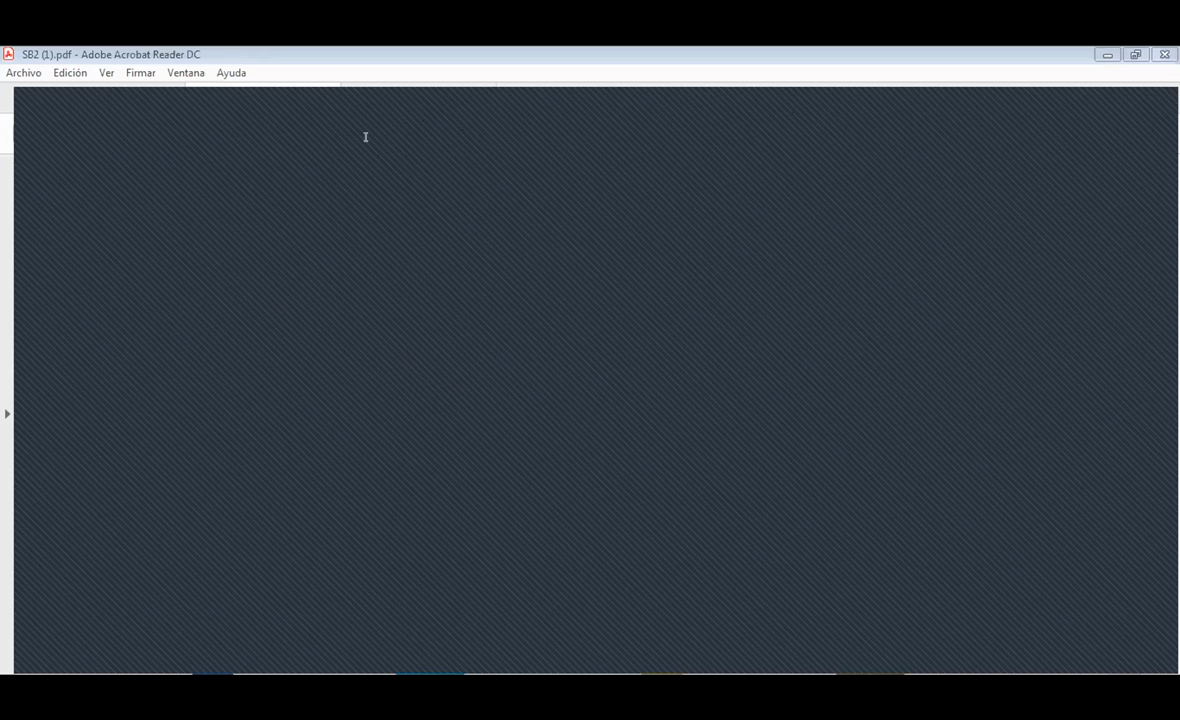 SB2 (1).pdf - Adobe Acrobat Reader DC
Archivo Edición Ver Firmar Ventana Ayuda